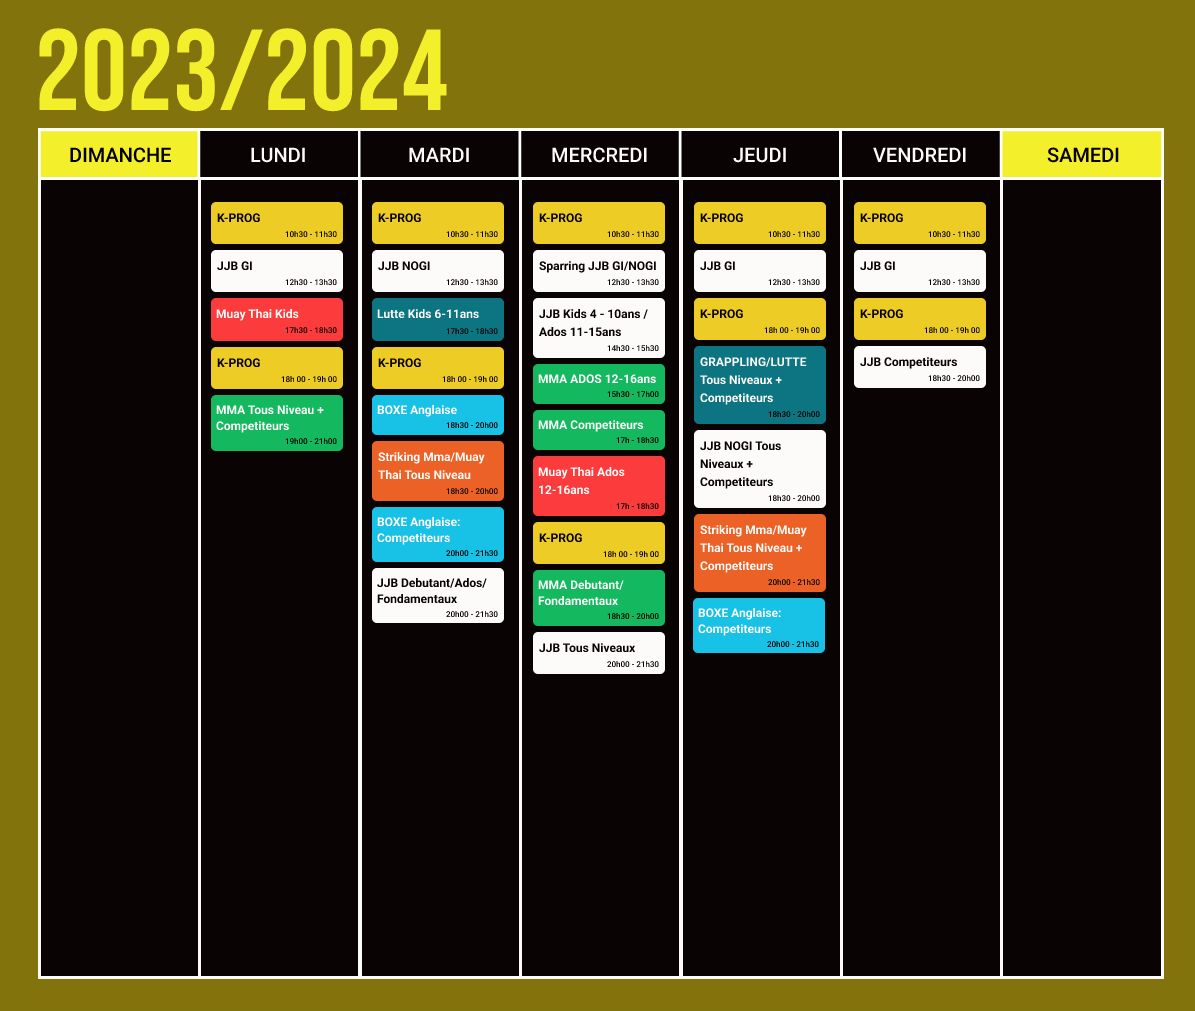 2023/2024
DIMANCHE
LUNDI
MARDI
MERCREDI
JEUDI
VENDREDI
SAMEDI
K-PROG
10h30 - 11h30
JJB GI
12h30 - 13h30
Muay Thai Kids
17h30 - 18h30
K-PROG
18h 00 - 19h 00
MMA Tous Niveau +
Competiteurs
19h00 - 21h00
K-PROG
10h30 - 11h30
JJB NOGI
12h30 - 13h30
Lutte Kids 6-11ans
17h30 - 18h30
K-PROG
18h 00 - 19h 00
BOXE Anglaise
18h30 - 20h00
Striking Mma/Muay
Thai Tous Niveau
18h30 - 20h00
BOXE Anglaise:
Competiteurs
20h00 - 21h30
JJB Debutant/Ados/
Fondamentaux
20h00 - 21h30
K-PROG
10h30 - 11h30
Sparring JJB GI/NOGI
12h30 - 13h30
JJB Kids 4 - 10ans /
Ados 11-15ans
14h30 - 15h30
MMA ADOS 12-16ans
15h30 - 17h00
MMA Competiteurs
17h - 18h30
Muay Thai Ados
12-16ans
17h - 18h30
K-PROG
18h 00 - 19h 00
MMA Debutant/
Fondamentaux
18h30 - 20h00
JJB Tous Niveaux
20h00 - 21h30
K-PROG
10h30 - 11h30
JJB GI
12h30 - 13h30
K-PROG
18h 00 - 19h 00
GRAPPLING/LUTTE
Tous Niveaux +
Competiteurs
18h30 - 20h00
JJB NOGI Tous
Niveaux +
Competiteurs
18h30 - 20h00
Striking Mma/Muay
Thai Tous Niveau +
Competiteurs
20h00 - 21h30
BOXE Anglaise:
Competiteurs
20h00 - 21h30
K-PROG
10h30 - 11h30
JJB GI
12h30 - 13h30
K-PROG
18h 00 - 19h 00
JJB Competiteurs
18h30 - 20h00